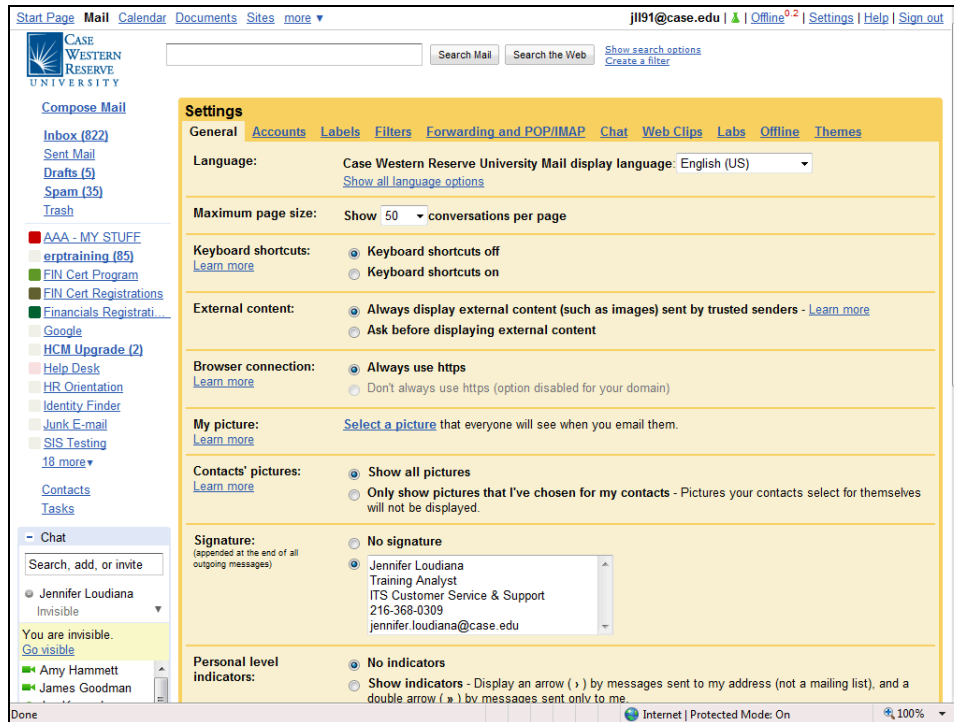 Start Page Mail Calendar Documents Sites more ▼
jll91@case.edu | Offline0.2 | Settings | Help | Sign out
CASE
WESTERN
RESERVE
UNIVERSITY
Search Mail Search the Web Show search options
Create a filter
Compose Mail
Inbox (822)
Sent Mail
Drafts (5)
Spam (35)
Trash
AAA - MY STUFF
erptraining (85)
FIN Cert Program
FIN Cert Registrations
Financials Registrati...
Google
HCM Upgrade (2)
Help Desk
HR Orientation
Identity Finder
Junk E-mail
SIS Testing
18 more▼
Contacts
Tasks
− Chat
Search, add, or invite
Jennifer Loudiana
Invisible ▼
You are invisible.
Go visible
Amy Hammett
James Goodman
Settings
General Accounts Labels Filters Forwarding and POP/IMAP Chat Web Clips Labs Offline Themes
Language: Case Western Reserve University Mail display language: English (US)
Show all language options
Maximum page size: Show 50 conversations per page
Keyboard shortcuts: Keyboard shortcuts off
Learn more Keyboard shortcuts on
External content: Always display external content (such as images) sent by trusted senders - Learn more
Ask before displaying external content
Browser connection: Always use https
Learn more Don't always use https (option disabled for your domain)
My picture: Select a picture that everyone will see when you email them.
Learn more
Contacts' pictures: Show all pictures
Learn more Only show pictures that I've chosen for my contacts - Pictures your contacts select for themselves
will not be displayed.
Signature: No signature
(appended at the end of all
outgoing messages)
Jennifer Loudiana
Training Analyst
ITS Customer Service & Support
216-368-0309
jennifer.loudiana@case.edu
Personal level
indicators:
No indicators
Show indicators - Display an arrow ( › ) by messages sent to my address (not a mailing list), and a
double arrow ( » ) by messages sent only to me.
Done Internet | Protected Mode: On 100%